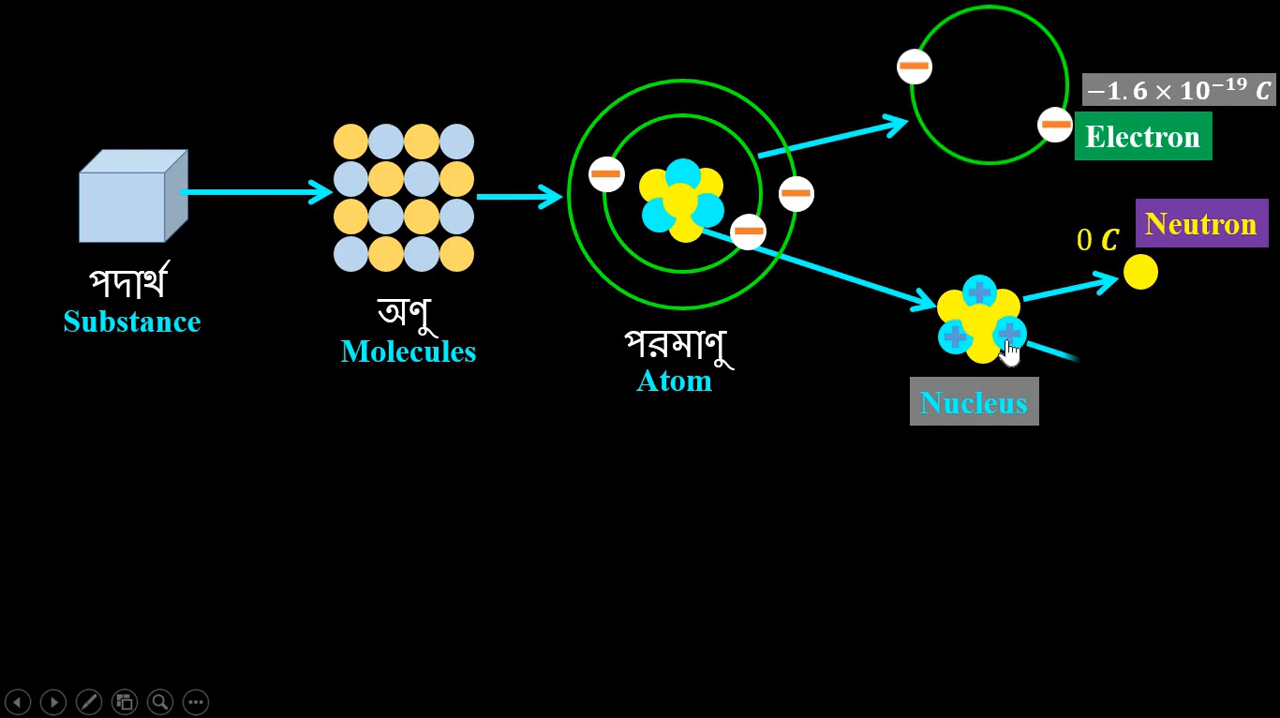 −1.6 × 10⁻¹⁹ C
Electron
Neutron
0 C
পদার্থ
Substance
অণু
Molecules
পরমাণু
Atom
Nucleus